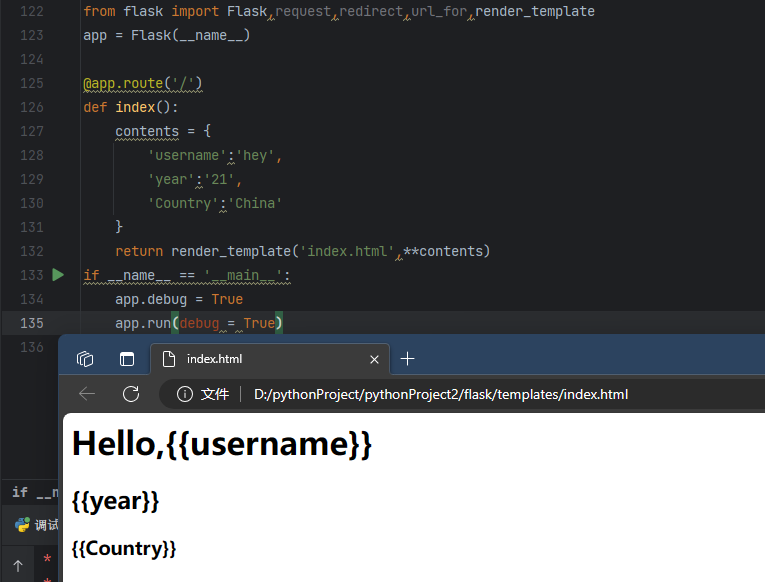 122 from flask import Flask,request,redirect,url_for,render_template
123 app = Flask(__name__)
124
125 @app.route('/')
126 def index():
127 contents = {
128 'username':'hey',
129 'year':'21',
130 'Country':'China'
131 }
132 return render_template('index.html',**contents)
133 if __name__ == '__main__':
134 app.debug = True
135 app.run(debug = True)
136
index.html
文件 D:/pythonProject/pythonProject2/flask/templates/index.html
Hello,{{username}}
{{year}}
{{Country}}
if
调试
*